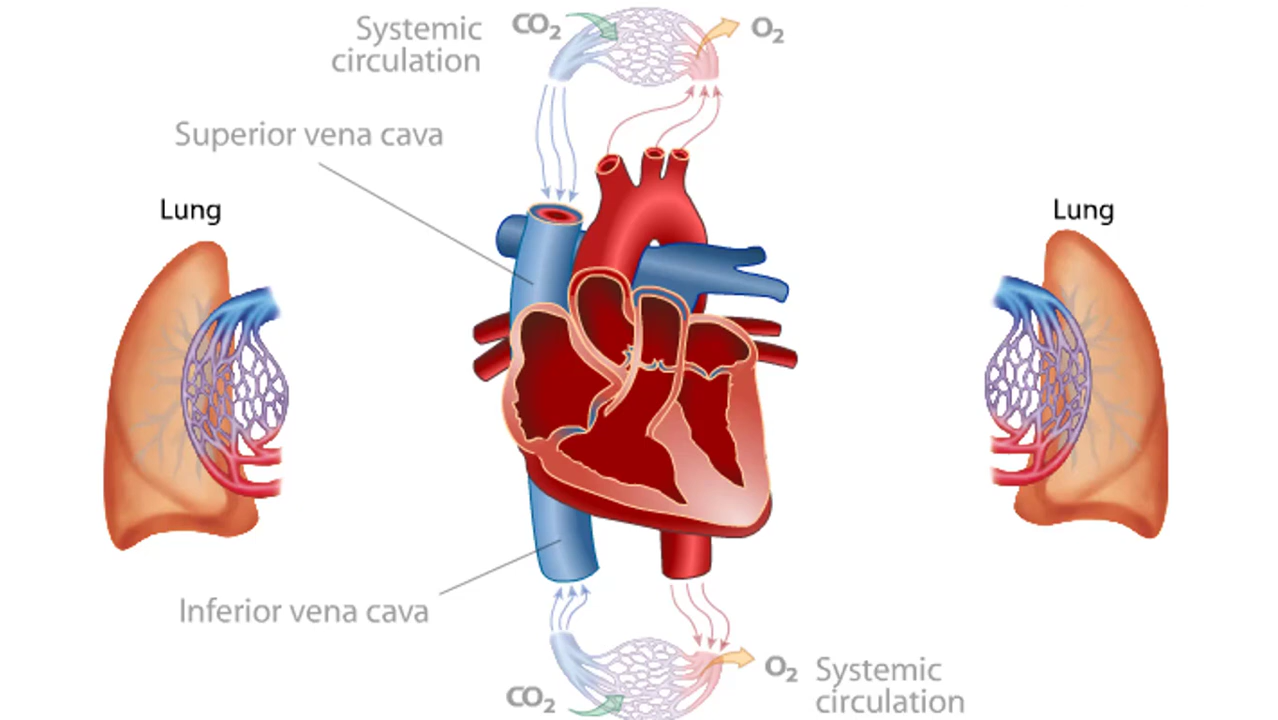 Systemic
circulation
CO₂
O₂
Superior vena cava
Lung
Lung
Inferior vena cava
CO₂
O₂
Systemic
circulation